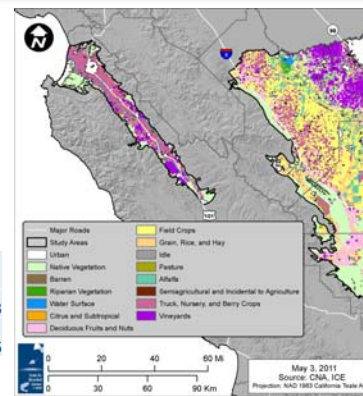 N
5
99
101
Major Roads
Study Areas
Urban
Native Vegetation
Barren
Riparian Vegetation
Water Surface
Citrus and Subtropical
Deciduous Fruits and Nuts
Field Crops
Grain, Rice, and Hay
Idle
Pasture
Alfalfa
Semiagricultural and Incidental to Agriculture
Truck, Nursery, and Berry Crops
Vineyards
0 20 40 60 Mi
0 30 60 90 Km
May 3, 2011
Source: CNA, ICE
Projection: NAD 1983 California Teale A